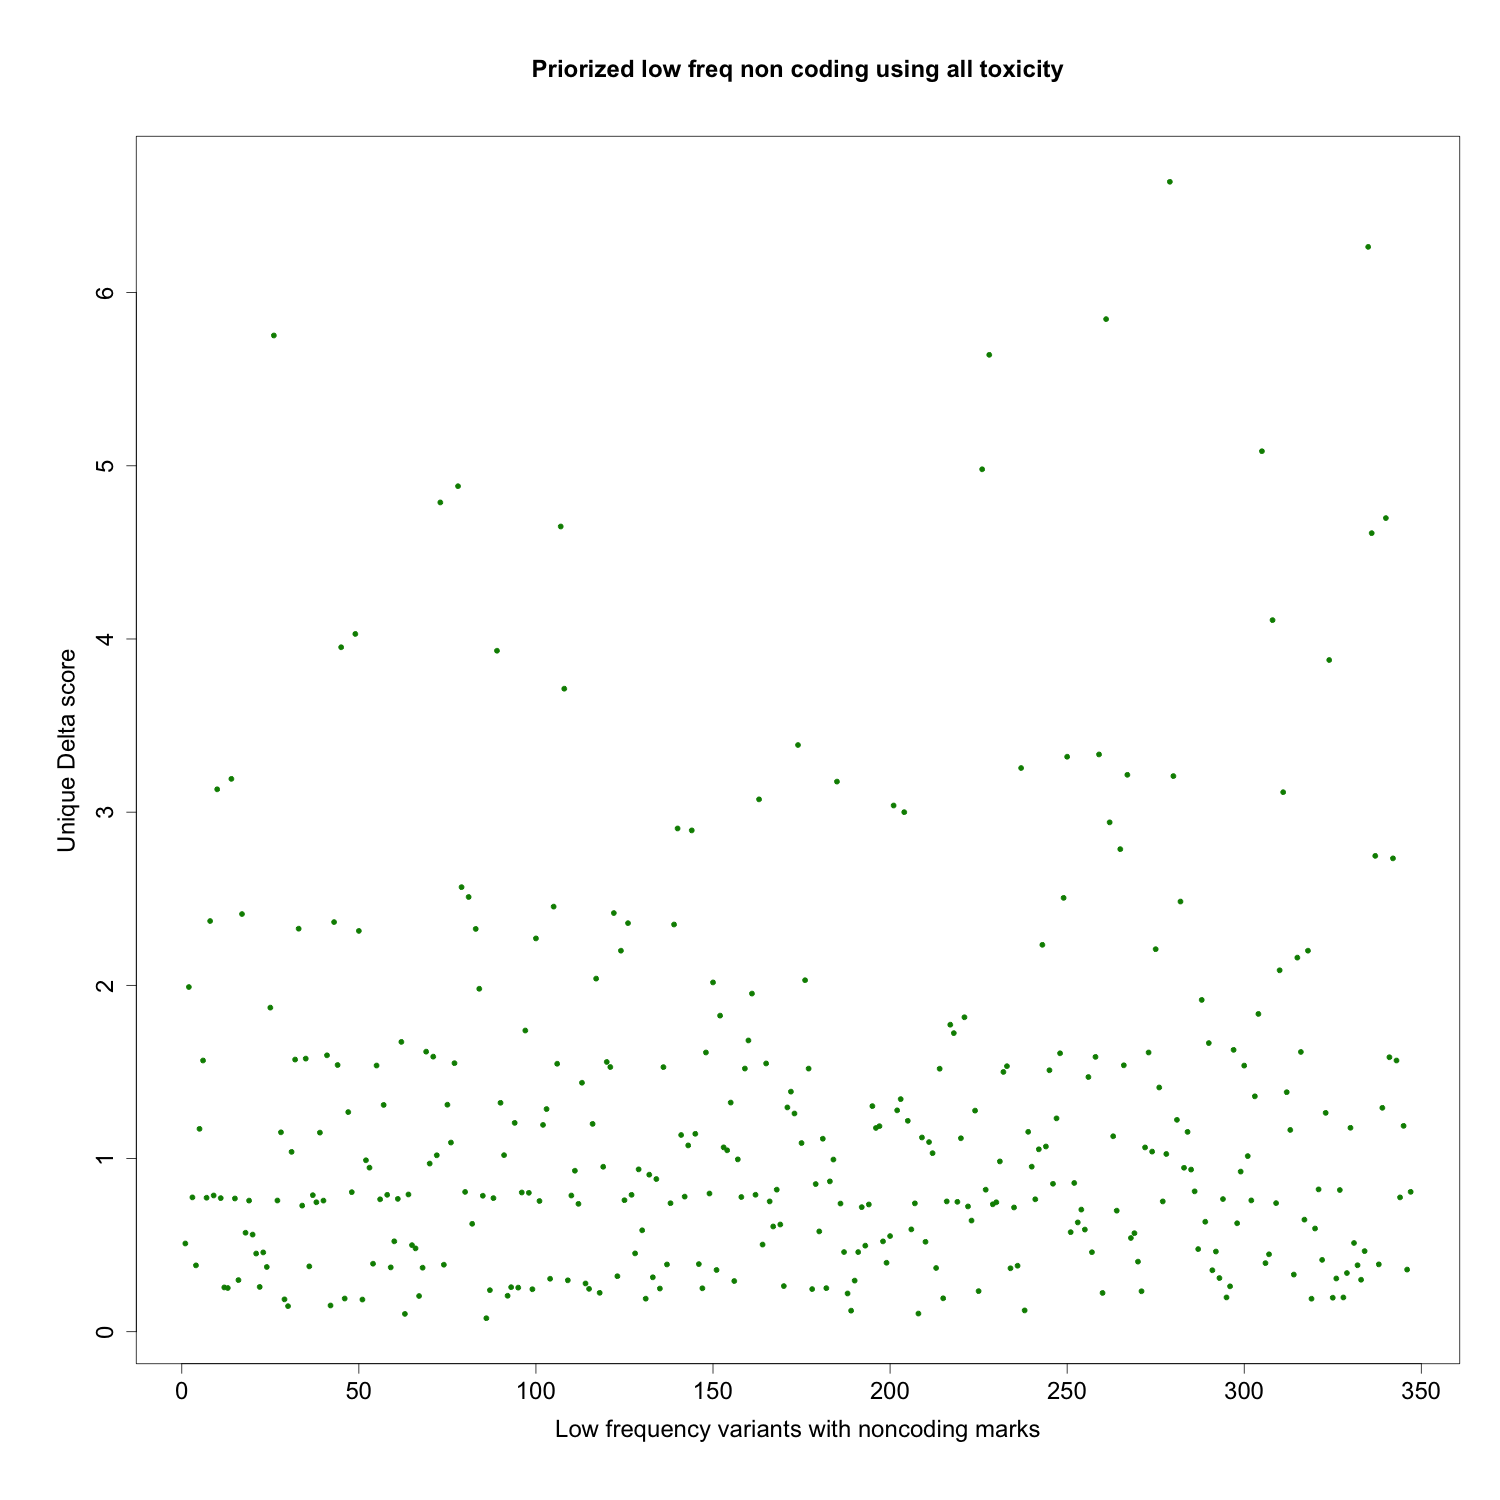 Priorized low freq non coding using all toxicity
Unique Delta score
6
5
4
3
2
1
0
0 50 100 150 200 250 300 350
Low frequency variants with noncoding marks